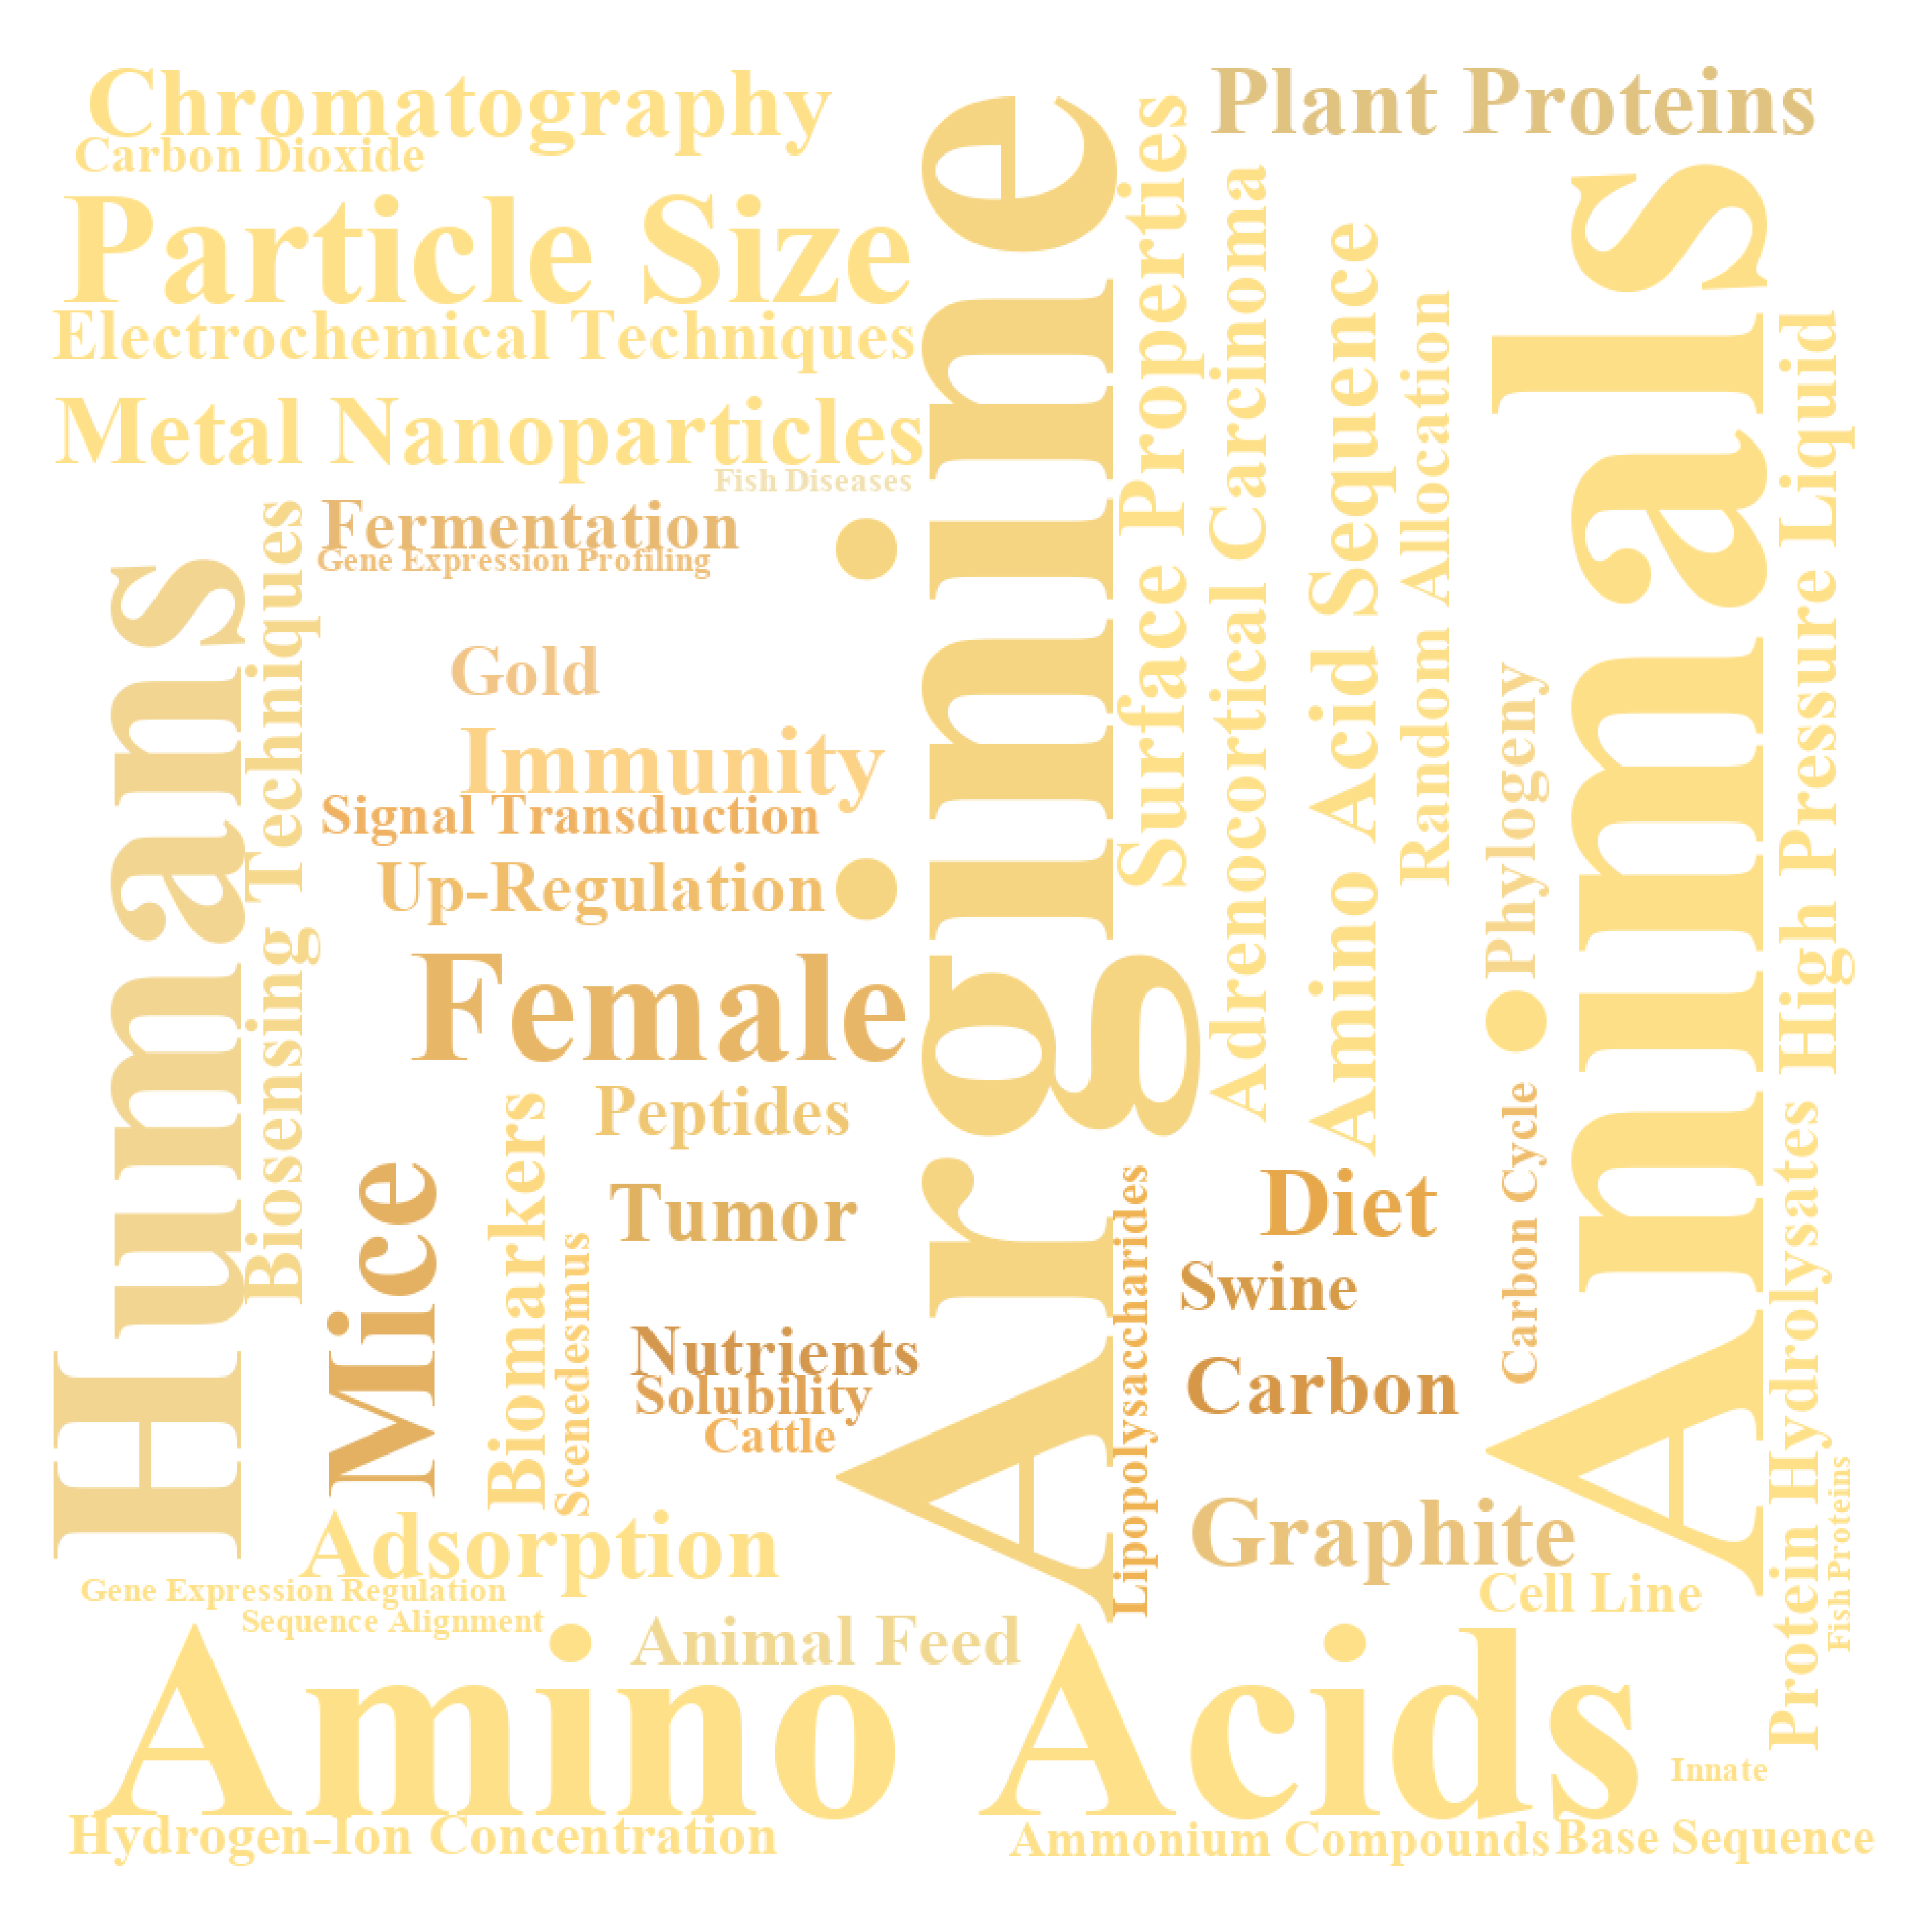 Chromatography
Carbon Dioxide
Particle Size
Electrochemical Techniques
Metal Nanoparticles
Fish Diseases
Fermentation
Gene Expression Profiling
Gold
Immunity
Signal Transduction
Up-Regulation
Female
Peptides
Tumor
Nutrients
Solubility
Cattle
Humans
Biosensing Techniques
Mice
Biomarkers
Scenedesmus
Adsorption
Gene Expression Regulation
Sequence Alignment
Arginine
Surface Properties
Adrenocortical Carcinoma
Amino Acid Sequence
Random Allocation
Plant Proteins
Phylogeny
Animals
High Pressure Liquid
Carbon Cycle
Lipopolysaccharides
Diet
Swine
Carbon
Graphite
Cell Line
Protein Hydrolysates
Fish Proteins
Animal Feed
Amino Acids
Innate
Hydrogen-Ion Concentration
Ammonium Compounds
Base Sequence